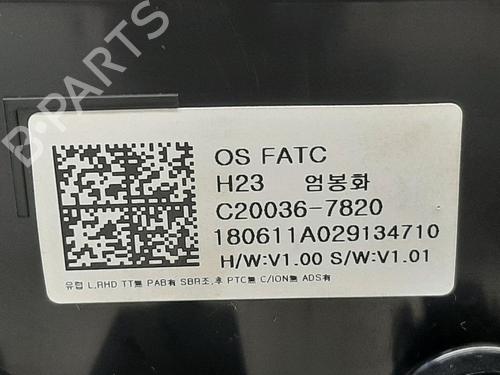 B-PARTS
OS FATC
H23 엄봉화
C20036-7820
180611A029134710
H/W:V1.00 S/W:V1.01
유럽 L,RHD TT無 PAB有 SBR조,후 PTC無 C/ION無 ADS有